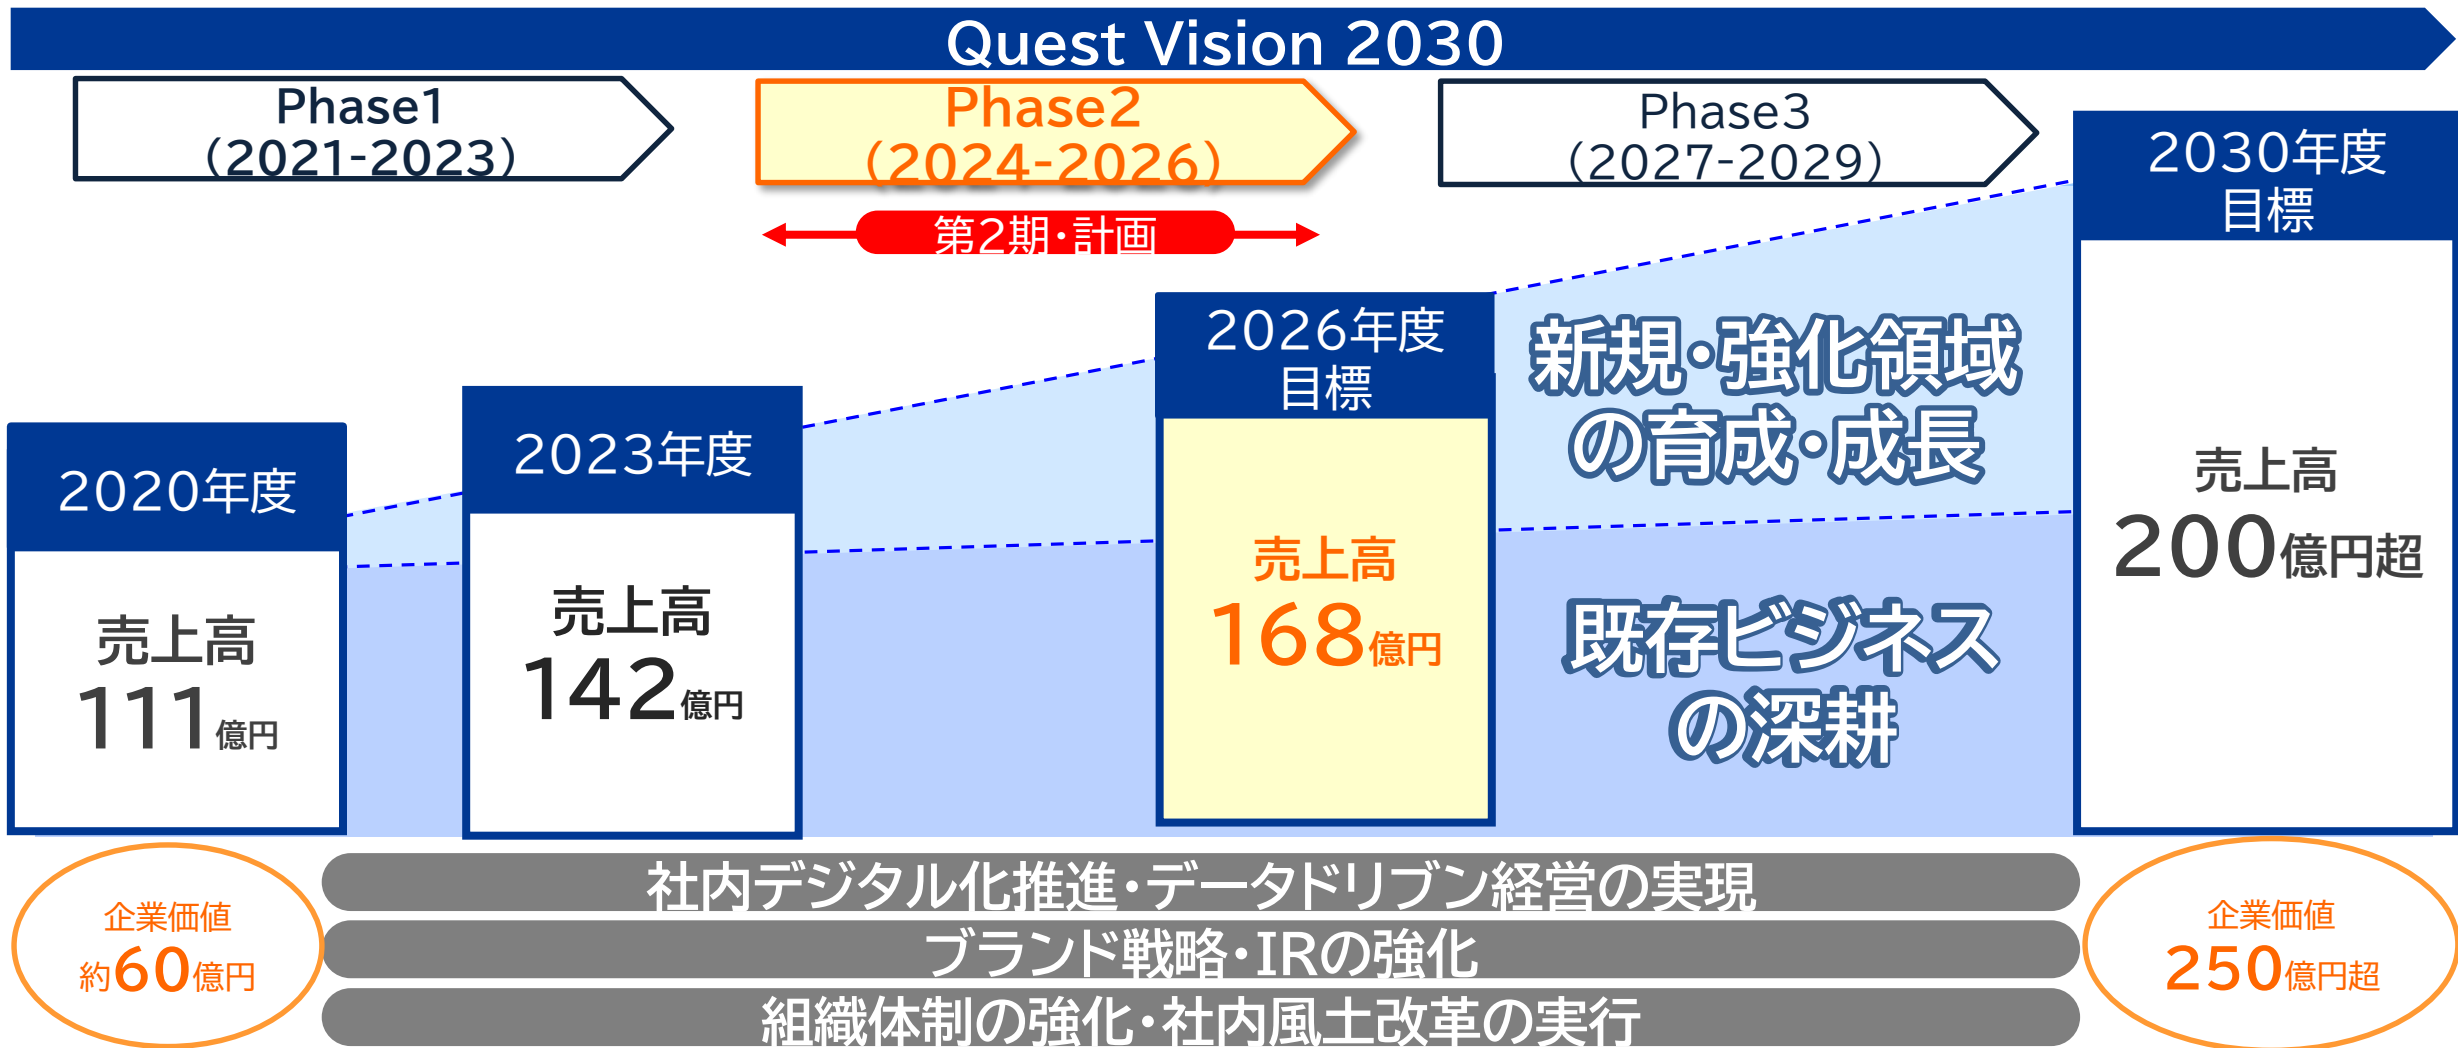 Quest Vision 2030
Phase1
（2021-2023）
Phase2
（2024-2026）
Phase3
（2027-2029）
第2期・計画
2020年度
売上高
111億円
2023年度
売上高
142億円
2026年度
目標
売上高
168億円
新規・強化領域
の育成・成長
既存ビジネス
の深耕
2030年度
目標
売上高
200億円超
企業価値
約60億円
社内デジタル化推進・データドリブン経営の実現
ブランド戦略・IRの強化
組織体制の強化・社内風土改革の実行
企業価値
250億円超